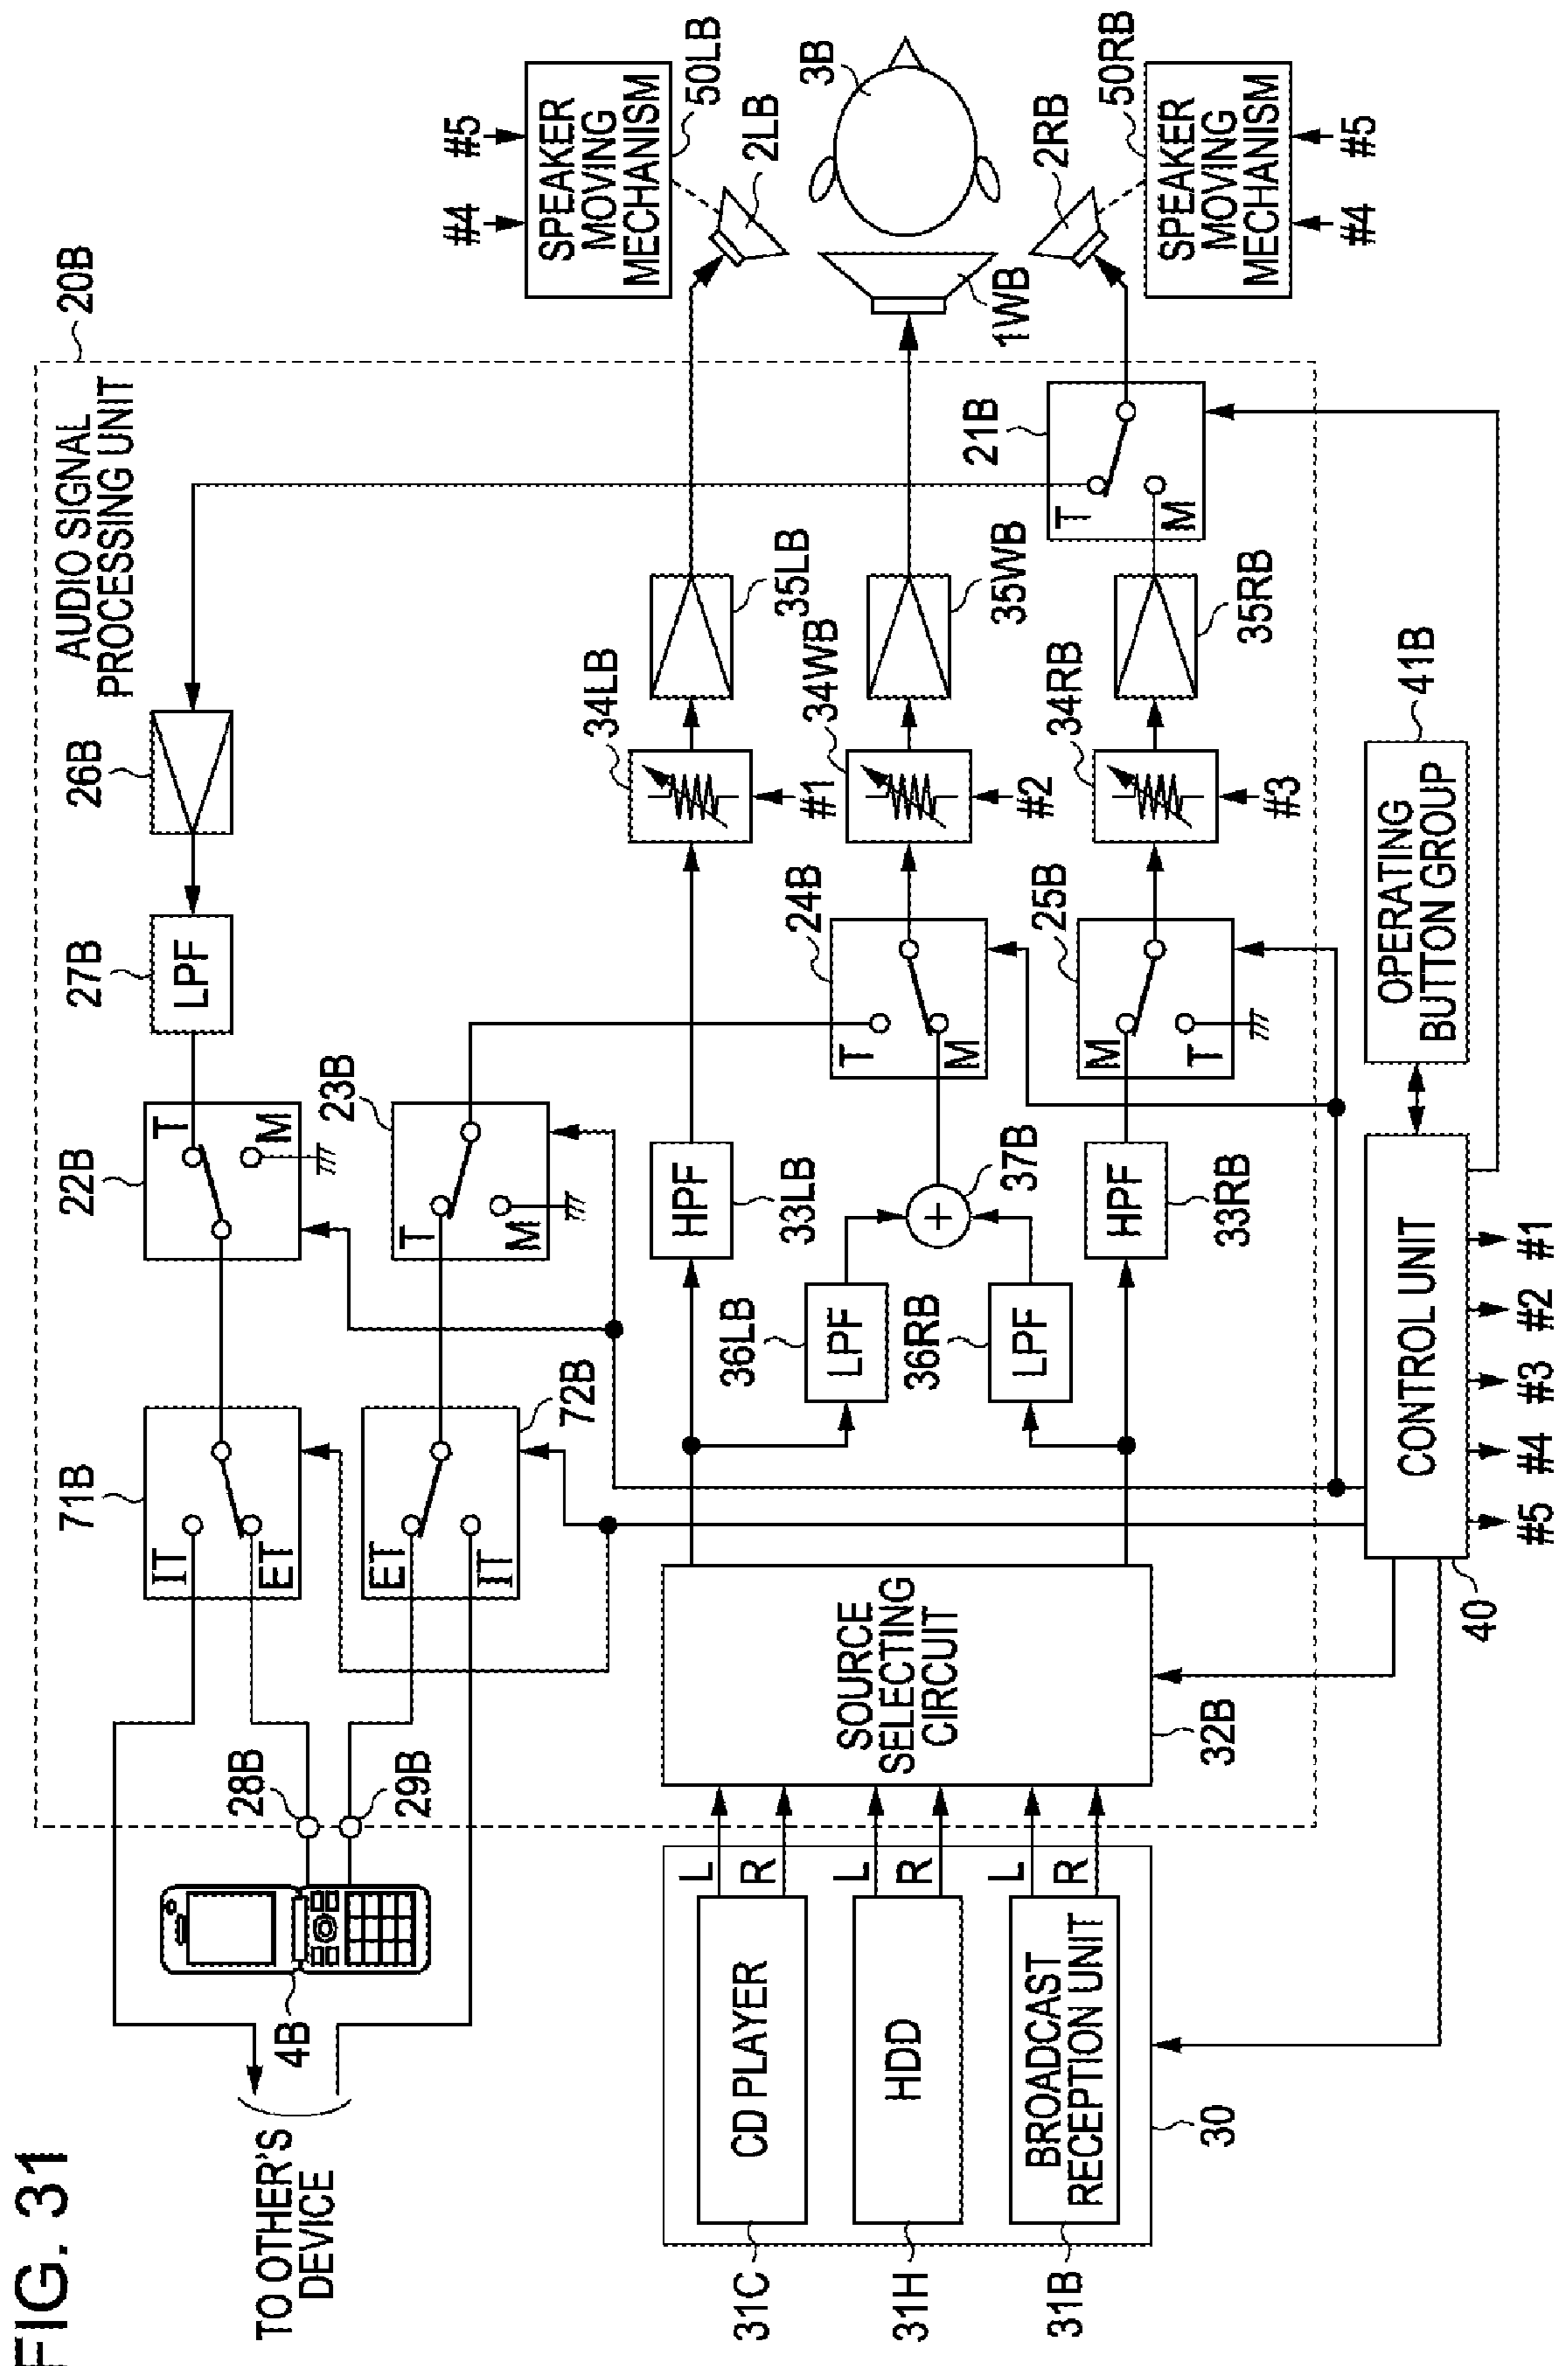 FIG. 31
20B
AUDIO SIGNAL
PROCESSING UNIT
TO OTHER'S
DEVICE
4B
28B
29B
71B
IT
ET
72B
ET
IT
22B
T
M
23B
T
M
27B
LPF
26B
#4
#5
SPEAKER
MOVING
MECHANISM
50LB
2LB
3B
1WB
2RB
50RB
SPEAKER
MOVING
MECHANISM
#4
#5
31C
CD PLAYER
L
R
31H
HDD
L
R
31B
BROADCAST
RECEPTION UNIT
L
R
30
SOURCE
SELECTING
CIRCUIT
32B
HPF
33LB
36LB
LPF
36RB
LPF
37B
HPF
33RB
24B
T
M
25B
M
T
34LB
#1
34WB
#2
34RB
#3
35LB
35WB
35RB
21B
T
M
CONTROL UNIT
40
#5
#4
#3
#2
#1
OPERATING
BUTTON GROUP
41B